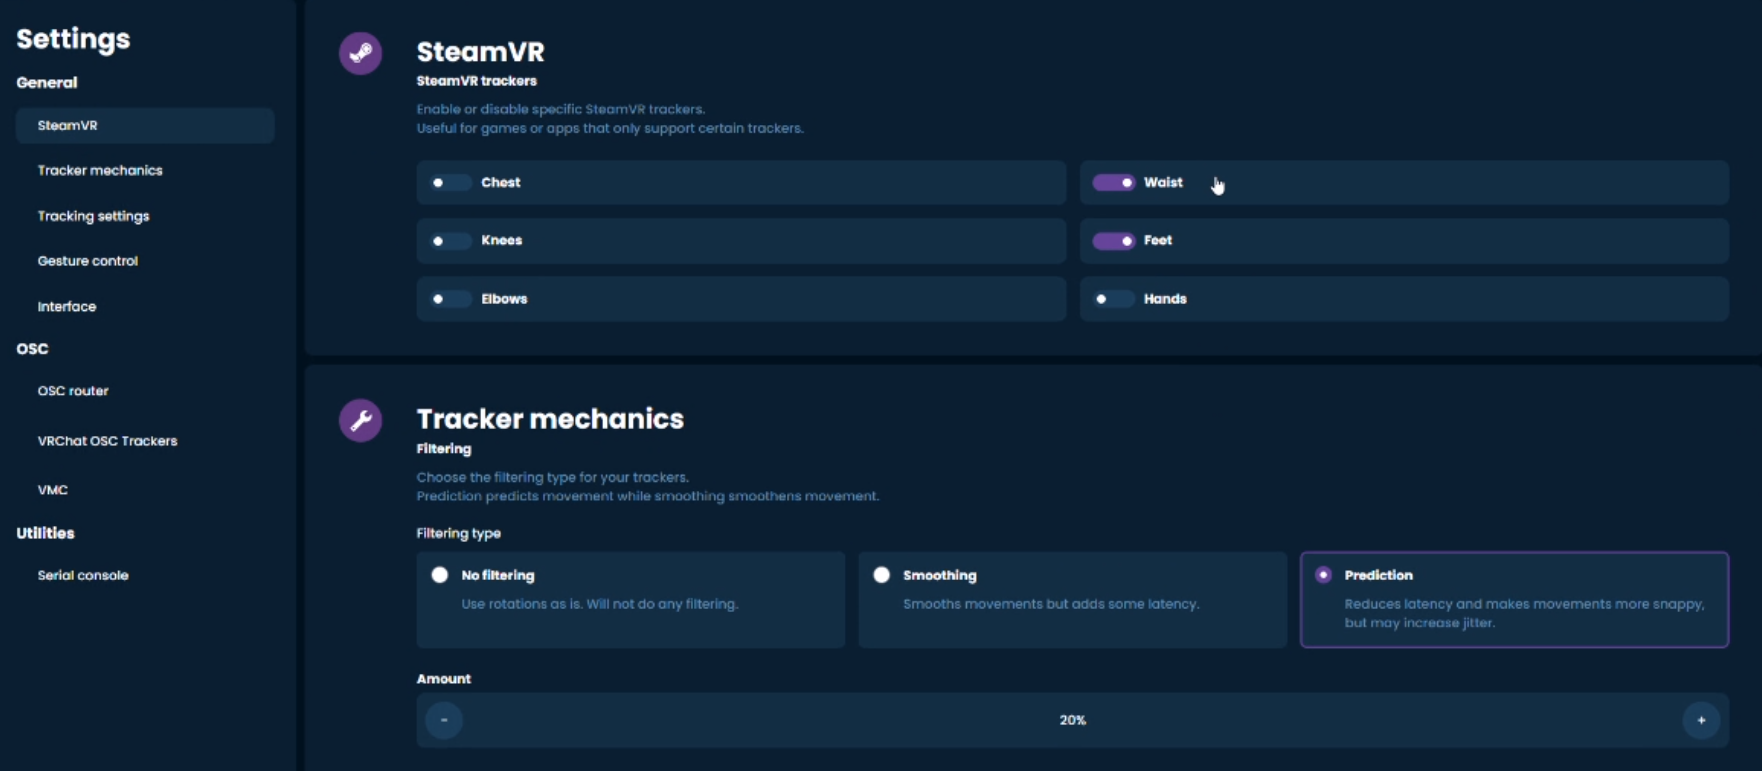 Settings
General
SteamVR
Tracker mechanics
Tracking settings
Gesture control
Interface
OSC
OSC router
VRChat OSC Trackers
VMC
Utilities
Serial console
SteamVR
SteamVR trackers
Enable or disable specific SteamVR trackers.
Useful for games or apps that only support certain trackers.
Chest
Waist
Knees
Feet
Elbows
Hands
Tracker mechanics
Filtering
Choose the filtering type for your trackers.
Prediction predicts movement while smoothing smoothens movement.
Filtering type
No filtering
Use rotations as is. Will not do any filtering.
Smoothing
Smooths movements but adds some latency.
Prediction
Reduces latency and makes movements more snappy,
but may increase jitter.
Amount
- 20% +